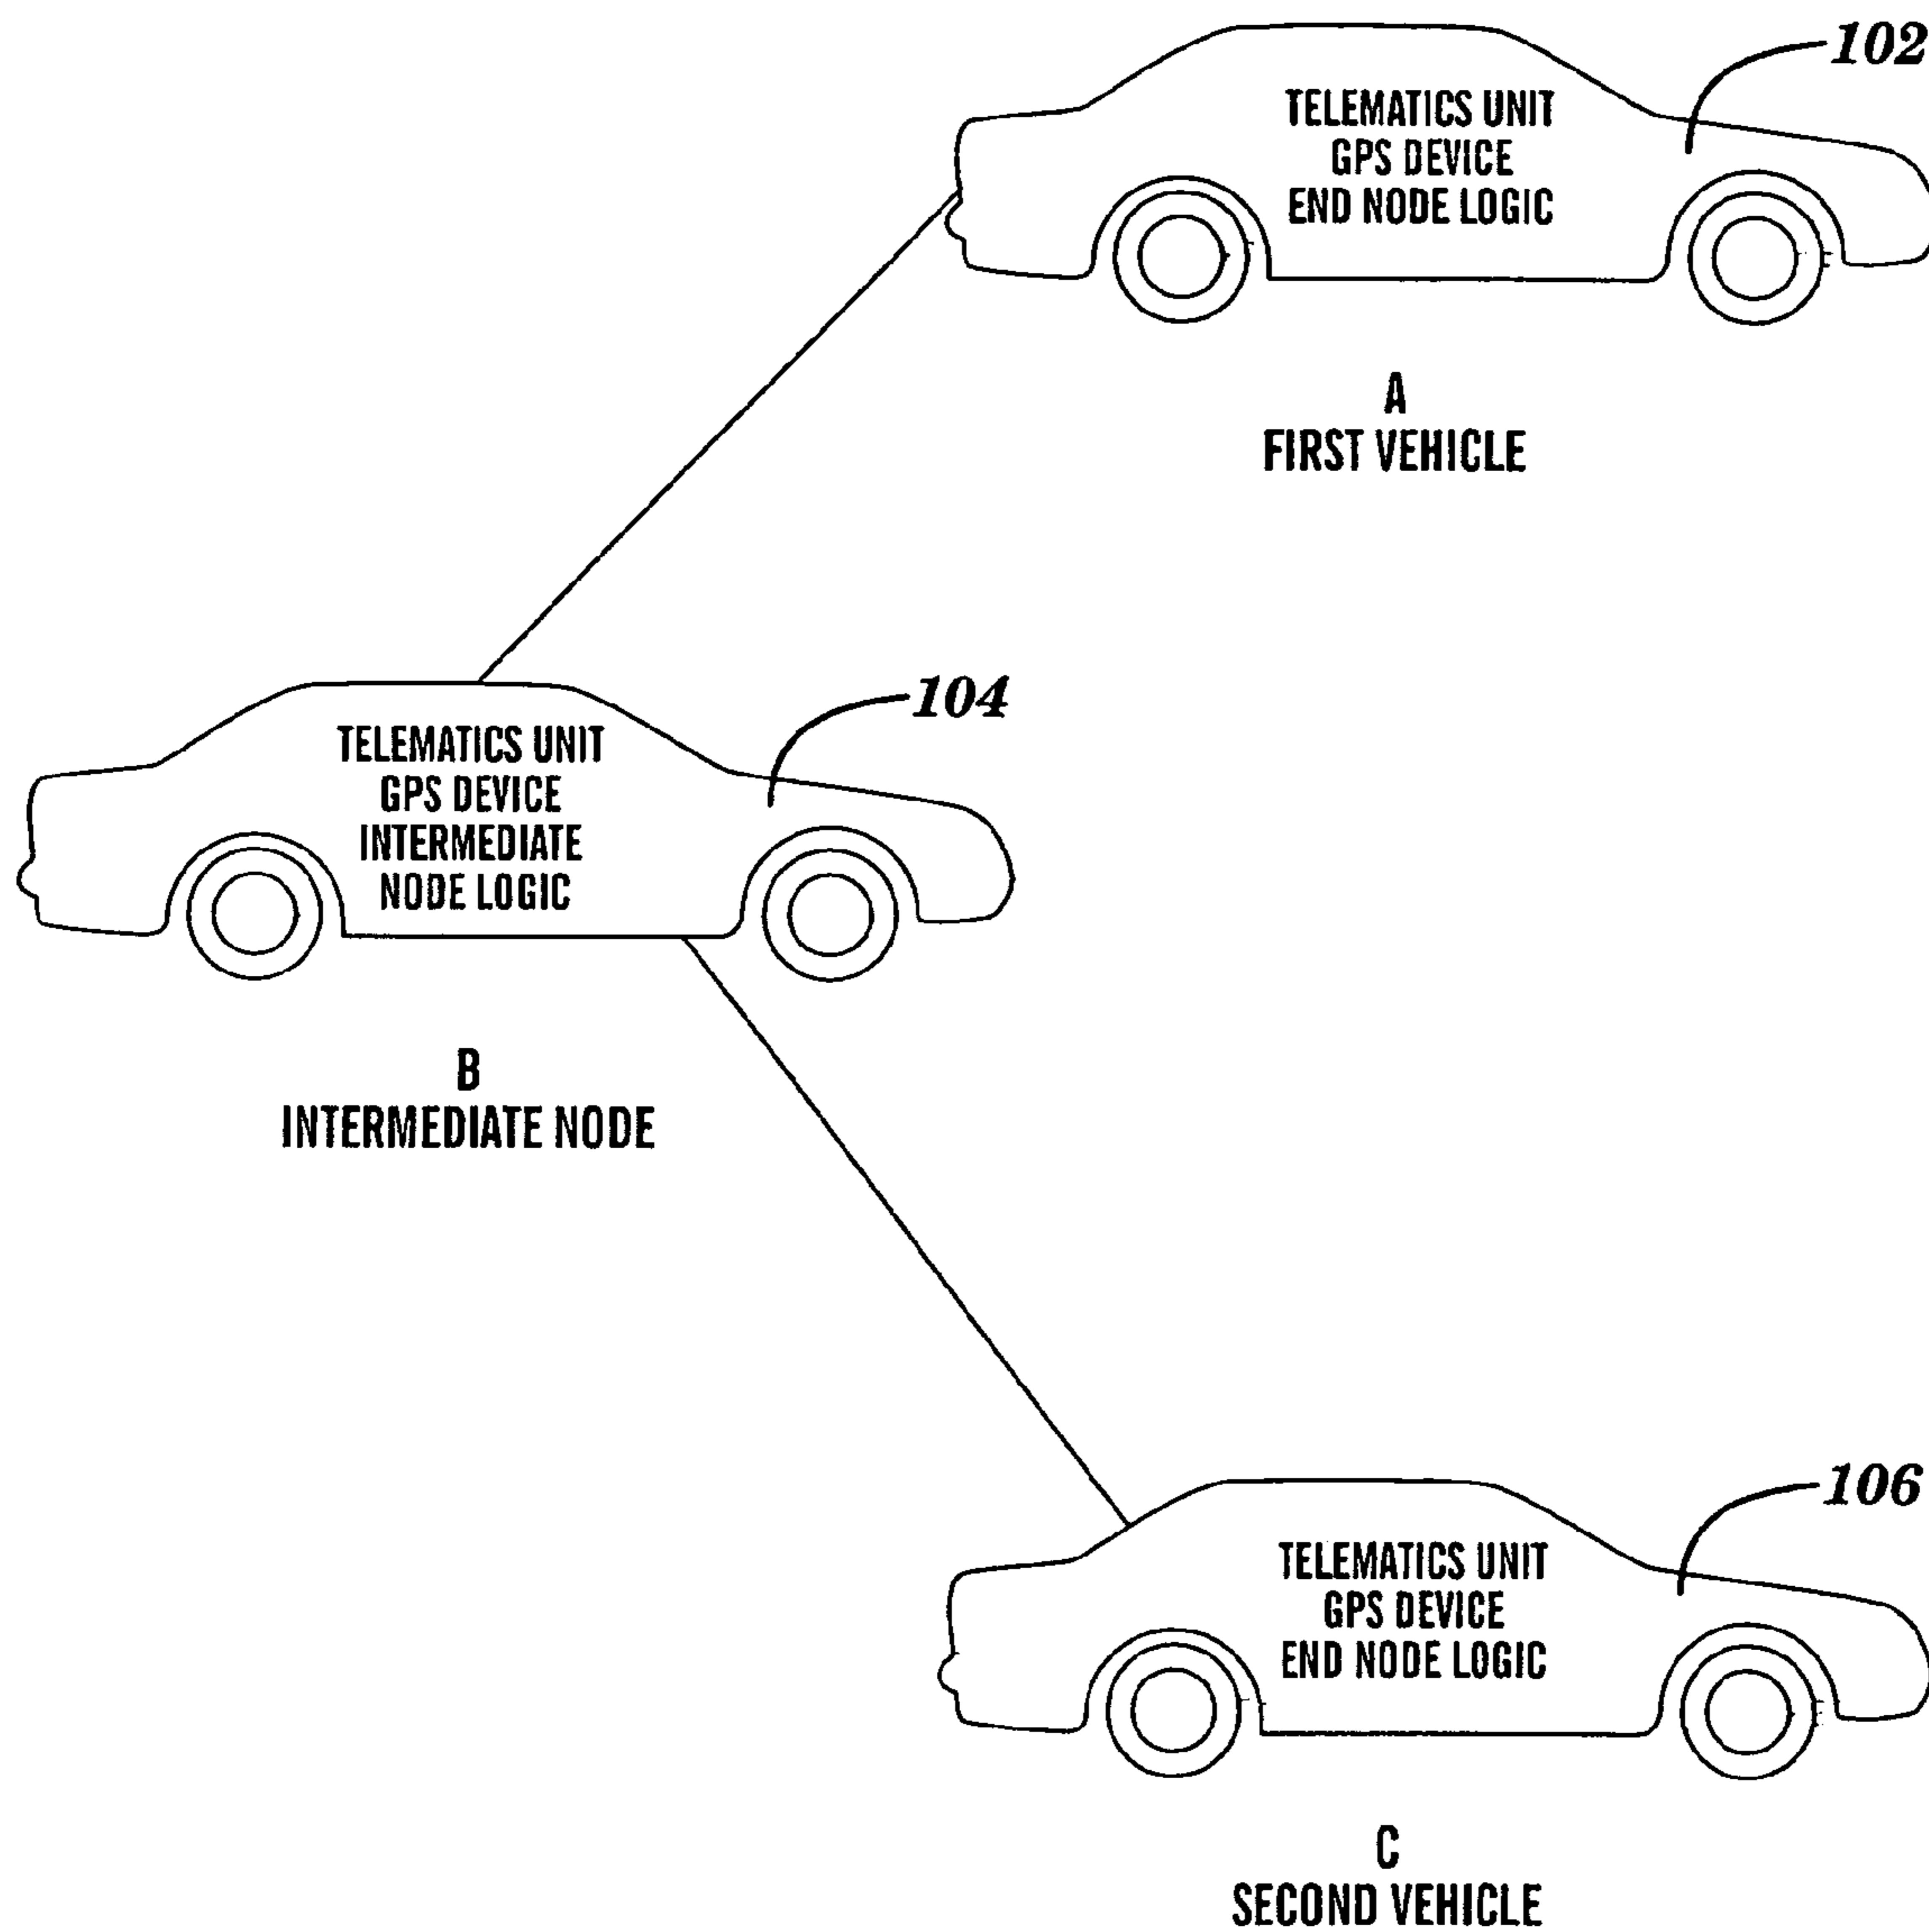 102
TELEMATICS UNIT
GPS DEVICE
END NODE LOGIC
A
FIRST VEHICLE
104
TELEMATICS UNIT
GPS DEVICE
INTERMEDIATE
NODE LOGIC
B
INTERMEDIATE NODE
106
TELEMATICS UNIT
GPS DEVICE
END NODE LOGIC
C
SECOND VEHICLE